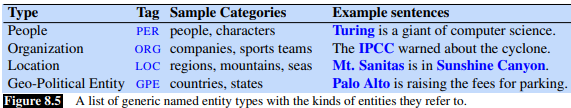 Type Tag Sample Categories Example sentences
People PER people, characters Turing is a giant of computer science.
Organization ORG companies, sports teams The IPCC warned about the cyclone.
Location LOC regions, mountains, seas Mt. Sanitas is in Sunshine Canyon.
Geo-Political Entity GPE countries, states Palo Alto is raising the fees for parking.
Figure 8.5 A list of generic named entity types with the kinds of entities they refer to.